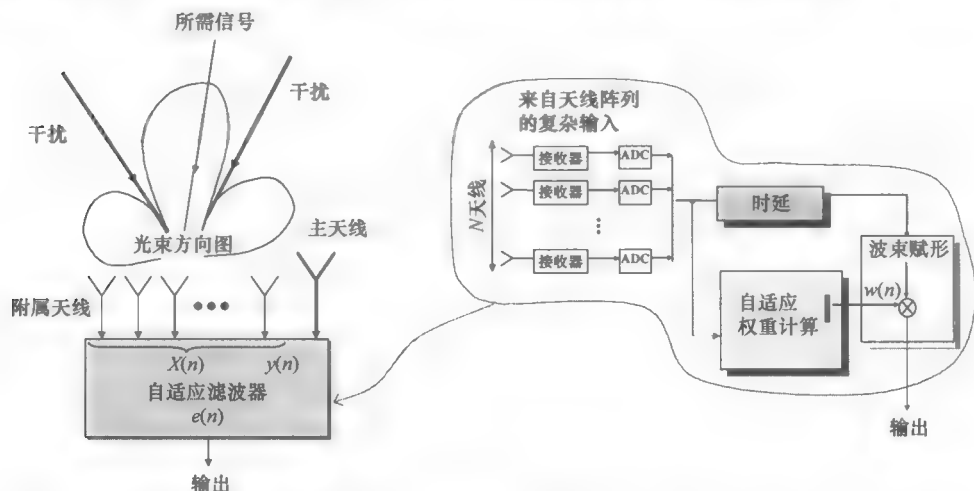 所需信号
干扰
干扰
光束方向图
主天线
附属天线
•••
X(n)
y(n)
自适应滤波器
e(n)
输出
来自天线阵列
的复杂输入
N天线
接收器
ADC
接收器
ADC
...
接收器
ADC
时延
自适应
权重计算
波束赋形
w(n)
输出